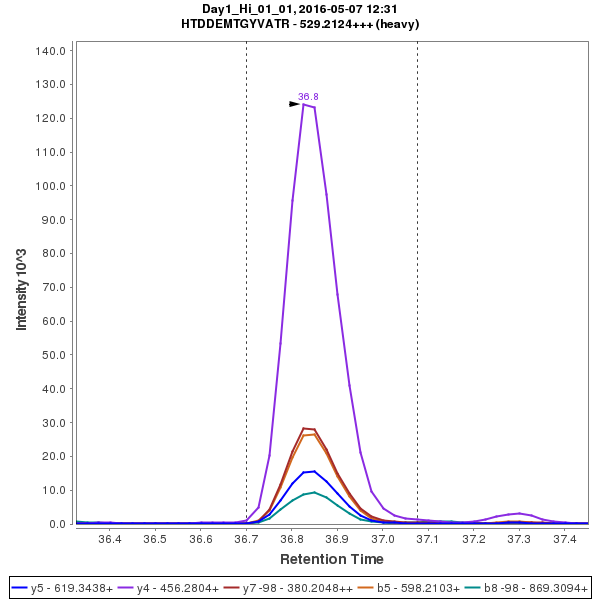 Day1_Hi_01_01, 2016-05-07 12:31
HTDDEMTGYVATR - 529.2124+++ (heavy)
140.0
130.0
120.0
110.0
100.0
90.0
80.0
70.0
60.0
50.0
40.0
30.0
20.0
10.0
0.0
Intensity 10^3
36.8
36.4 36.5 36.6 36.7 36.8 36.9 37.0 37.1 37.2 37.3 37.4
Retention Time
y5 - 619.3438+ y4 - 456.2804+ y7 -98 - 380.2048++ b5 - 598.2103+ b8 -98 - 869.3094+